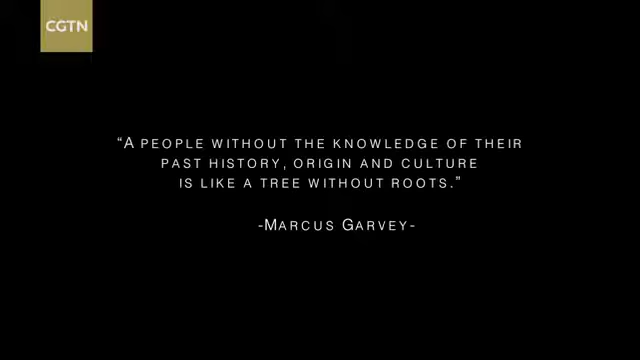 CGTN
“A PEOPLE WITHOUT THE KNOWLEDGE OF THEIR
PAST HISTORY, ORIGIN AND CULTURE
IS LIKE A TREE WITHOUT ROOTS.”
-MARCUS GARVEY-